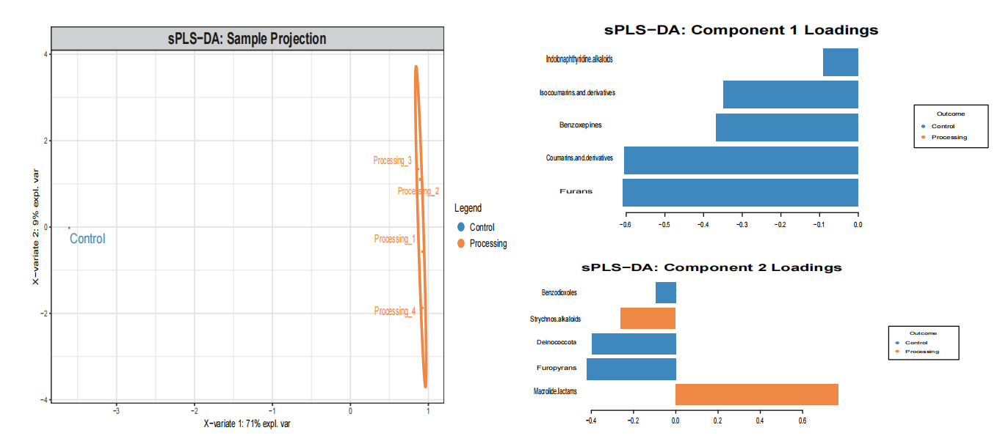 sPLS−DA: Sample Projection
4
2
0
−2
−4
X−variate 2: 9% expl. var
Processing_3
Processing_2
Processing_1
Processing_4
Control
−3
−2
−1
0
1
X−variate 1: 71% expl. var
Legend
Control
Processing
sPLS−DA: Component 1 Loadings
Indolonaphthyridine.alkaloids
Isocoumarins.and.derivatives
Benzoxepines
Coumarins.and.derivatives
Furans
−0.6
−0.5
−0.4
−0.3
−0.2
−0.1
0.0
Outcome
Control
Processing
sPLS−DA: Component 2 Loadings
Benzodioxoles
Strychnos.alkaloids
Deinococcota
Furopyrans
Macrolide.lactams
−0.4
−0.2
0.0
0.2
0.4
0.6
Outcome
Control
Processing